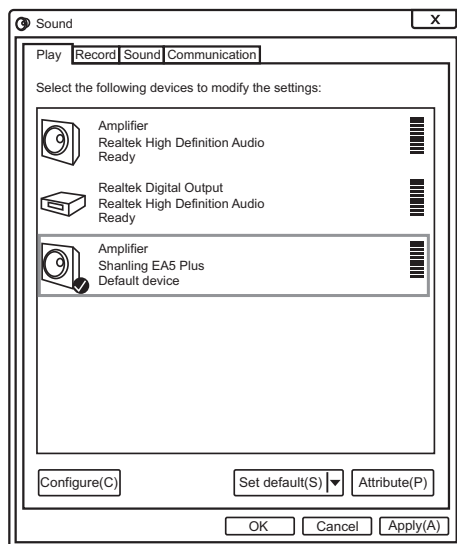 Sound
X
Play Record Sound Communication
Select the following devices to modify the settings:
Amplifier
Realtek High Definition Audio
Ready
Realtek Digital Output
Realtek High Definition Audio
Ready
Amplifier
Shanling EA5 Plus
Default device
Configure(C) Set default(S) Attribute(P)
OK Cancel Apply(A)